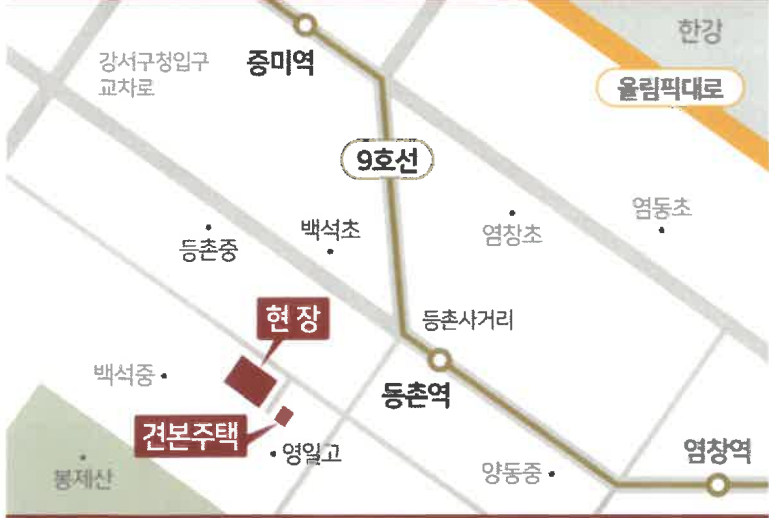 한강
강서구청입구
교차로
증미역
올림픽대로
9호선
염동초
백석초
염창초
등촌중
현장
등촌사거리
백석중
등촌역
견본주택
영일고
염창역
봉제산
양동중